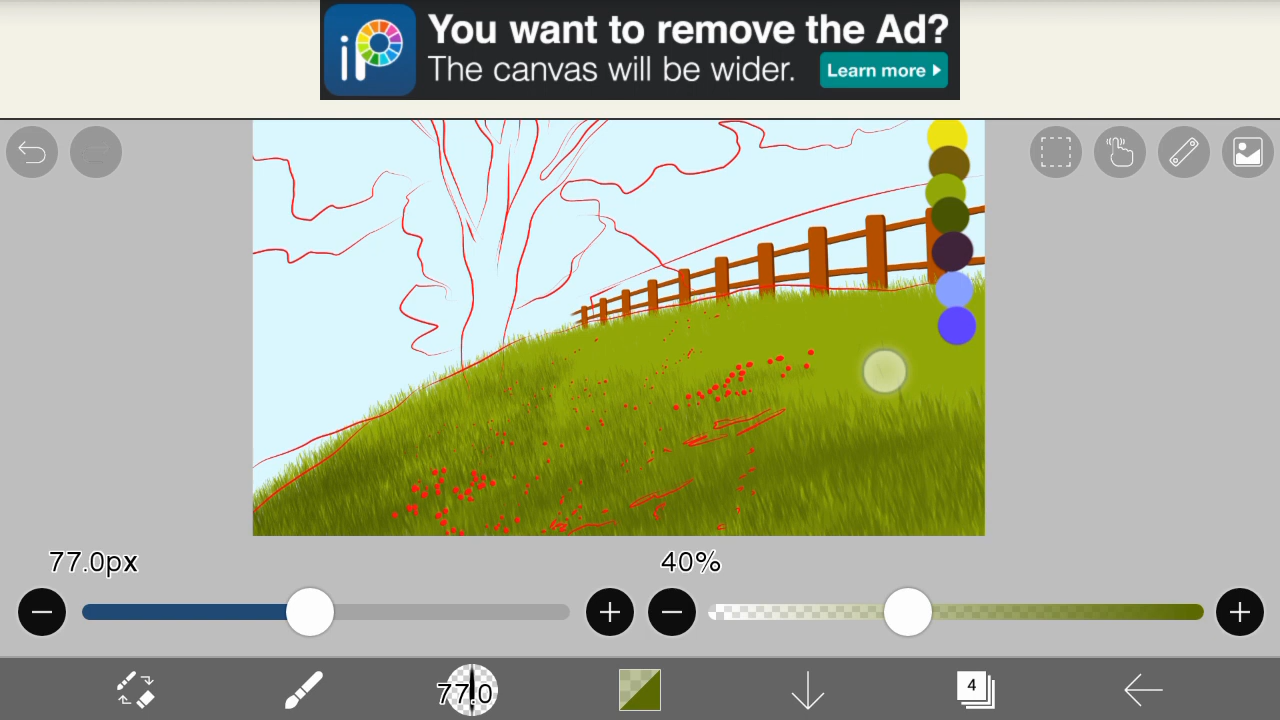 iP
You want to remove the Ad?
The canvas will be wider.
Learn more
77.0px
40%
77.0
4